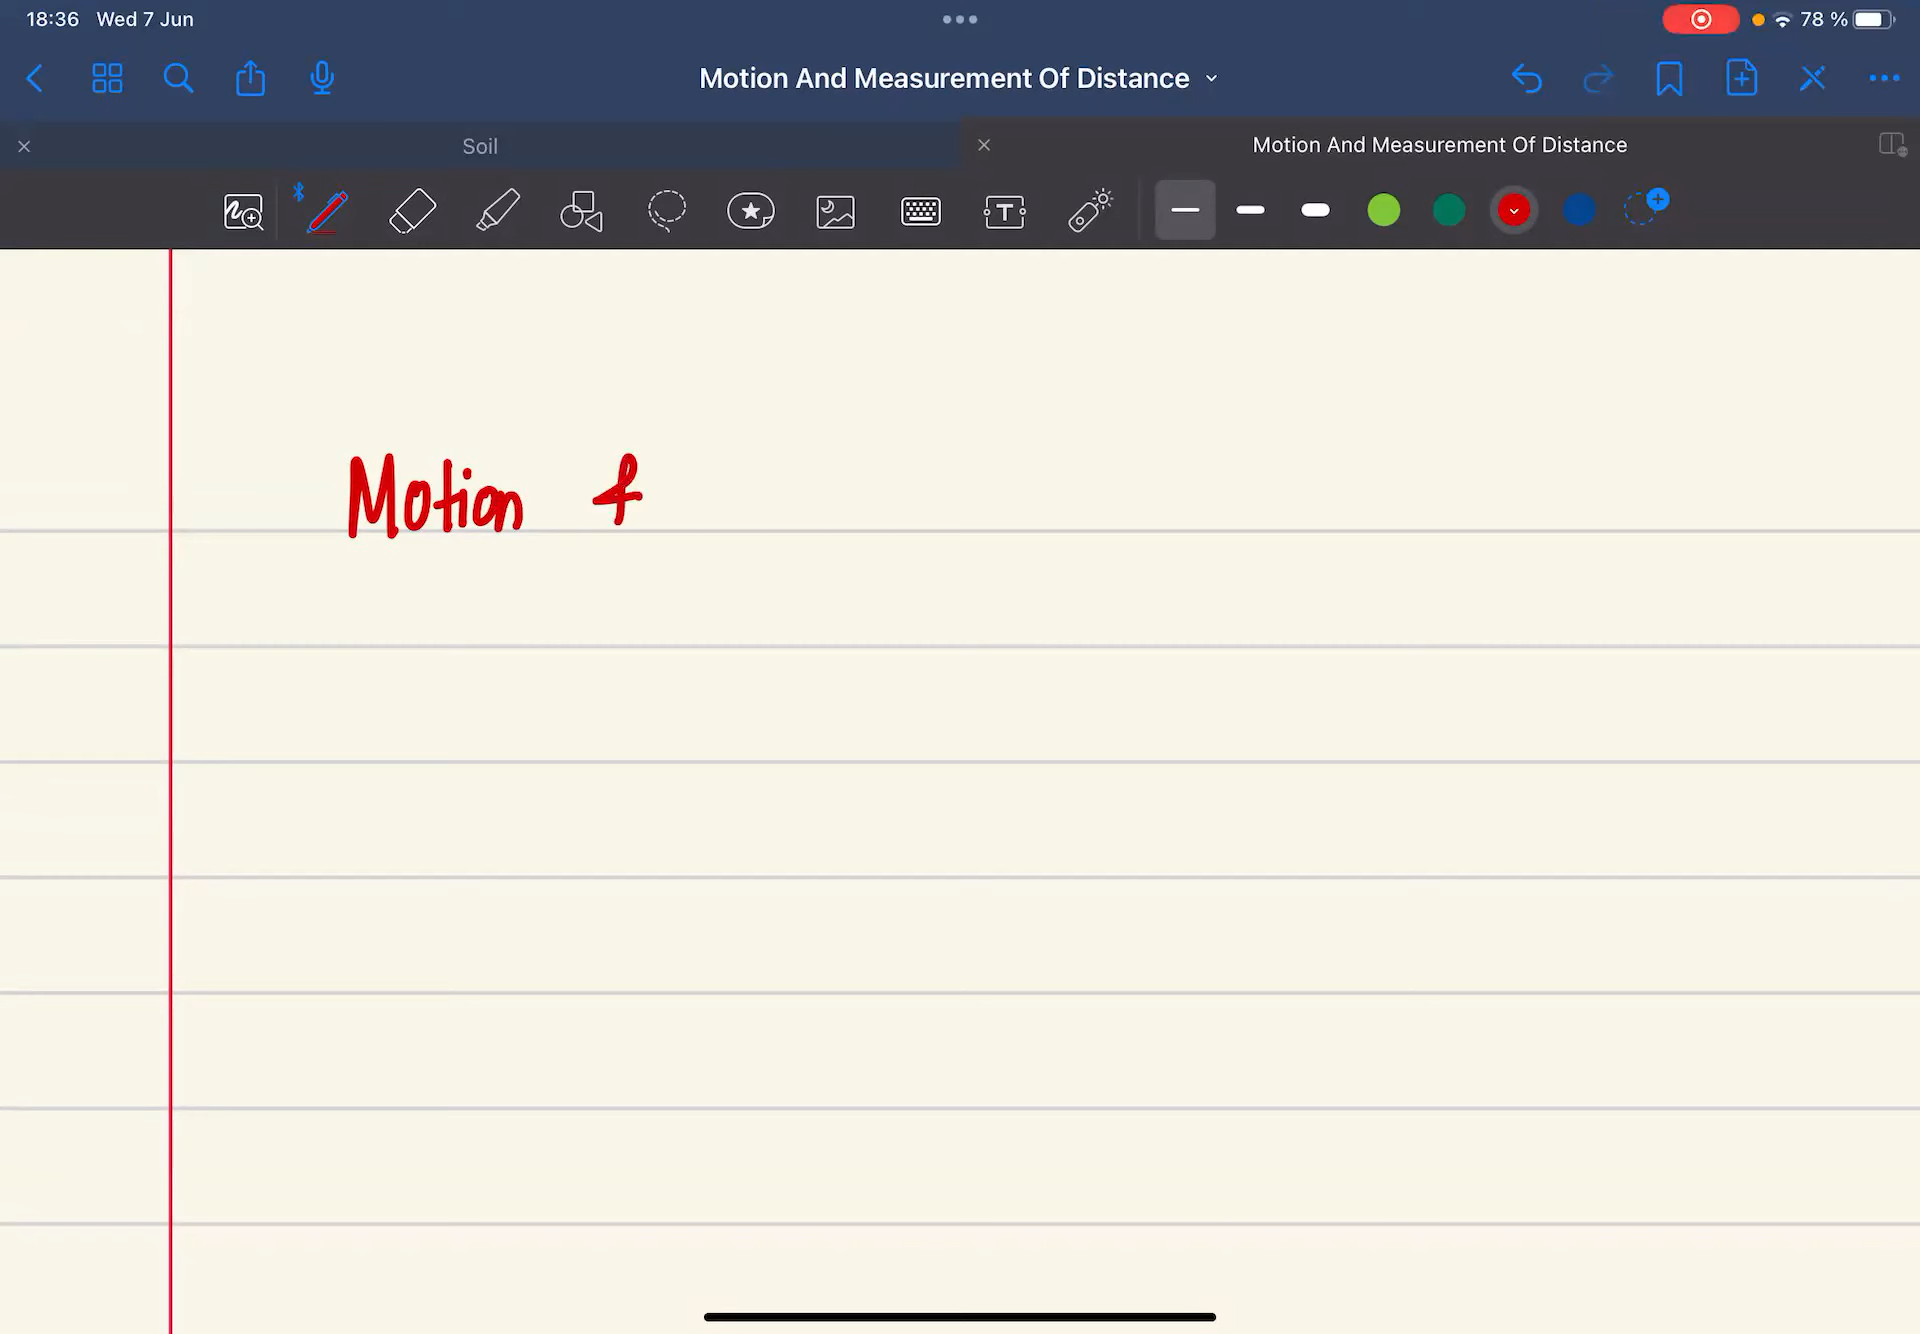 18:36 Wed 7 Jun 78 %
Motion And Measurement Of Distance
Soil Motion And Measurement Of Distance
T
Motion &